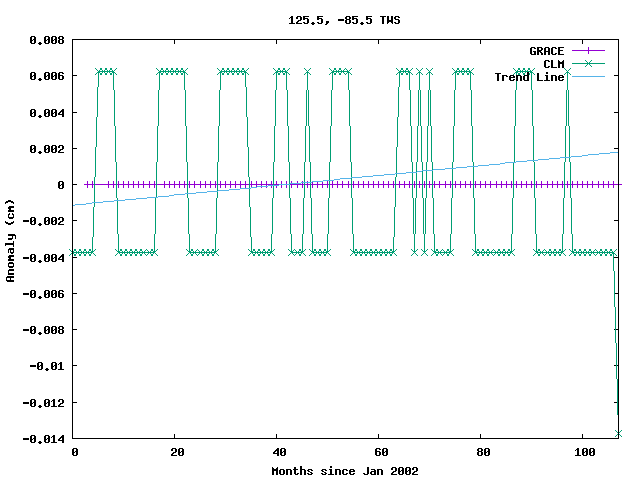 125.5, -85.5 TWS
GRACE
CLM
Trend Line
0.008
0.006
0.004
0.002
0
-0.002
-0.004
-0.006
-0.008
-0.01
-0.012
-0.014
Anomaly (cm)
0 20 40 60 80 100
Months since Jan 2002